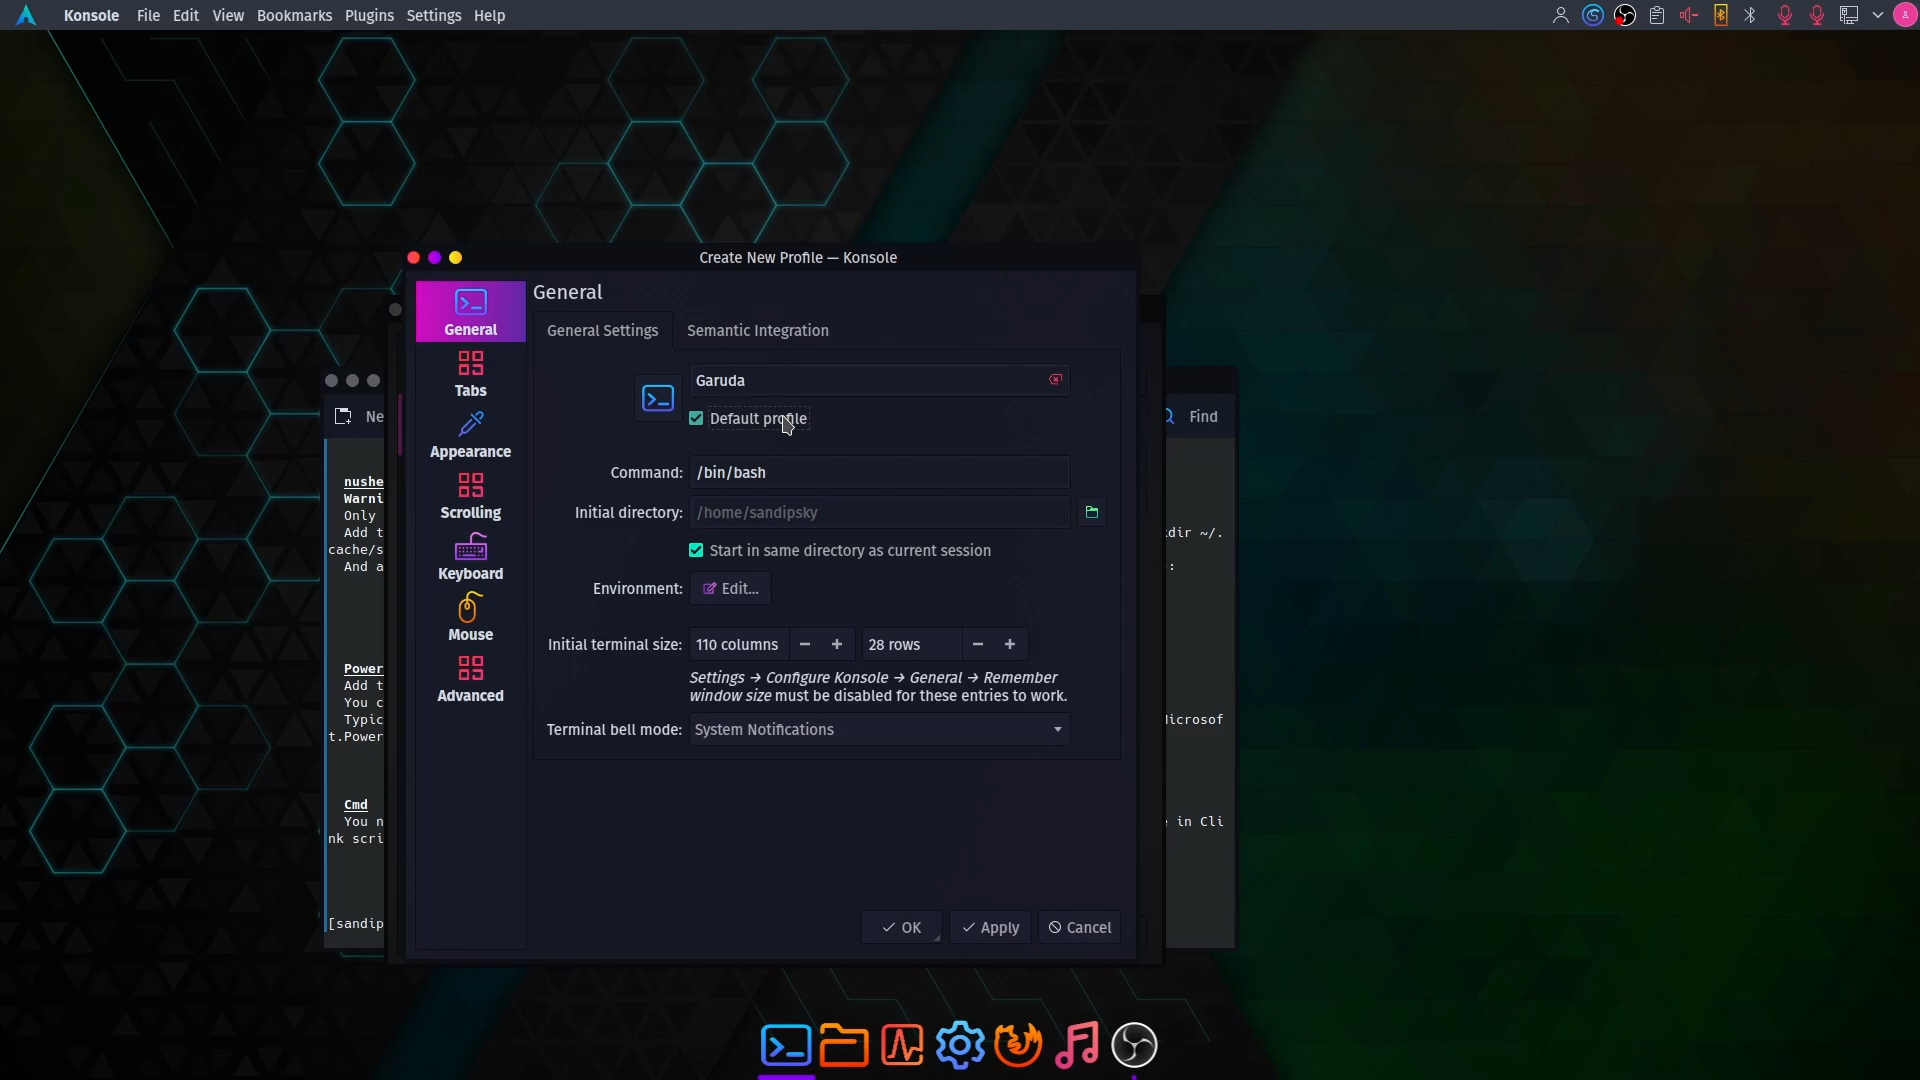 Konsole File Edit View Bookmarks Plugins Settings Help
Create New Profile — Konsole
General
General
Tabs
Appearance
Scrolling
Keyboard
Mouse
Advanced
General Settings
Semantic Integration
Garuda
Default profile
Command: /bin/bash
Initial directory: /home/sandipsky
Start in same directory as current session
Environment: Edit...
Initial terminal size: 110 columns 28 rows
Settings → Configure Konsole → General → Remember
window size must be disabled for these entries to work.
Terminal bell mode: System Notifications
OK Apply Cancel
Ne
Find
nushe
Warni
Only
Add t
dir ~/.
cache/s
And a
:
Power
Add t
You c
Typic
icrosof
t.Power
Cmd
You n
in Cli
nk scri
[sandip